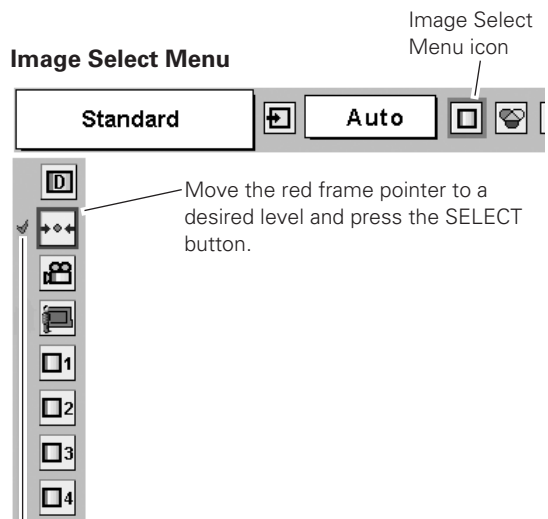 Image Select
Menu icon
Image Select Menu
Standard
Auto
D
Move the red frame pointer to a
desired level and press the SELECT
button.
1
2
3
4